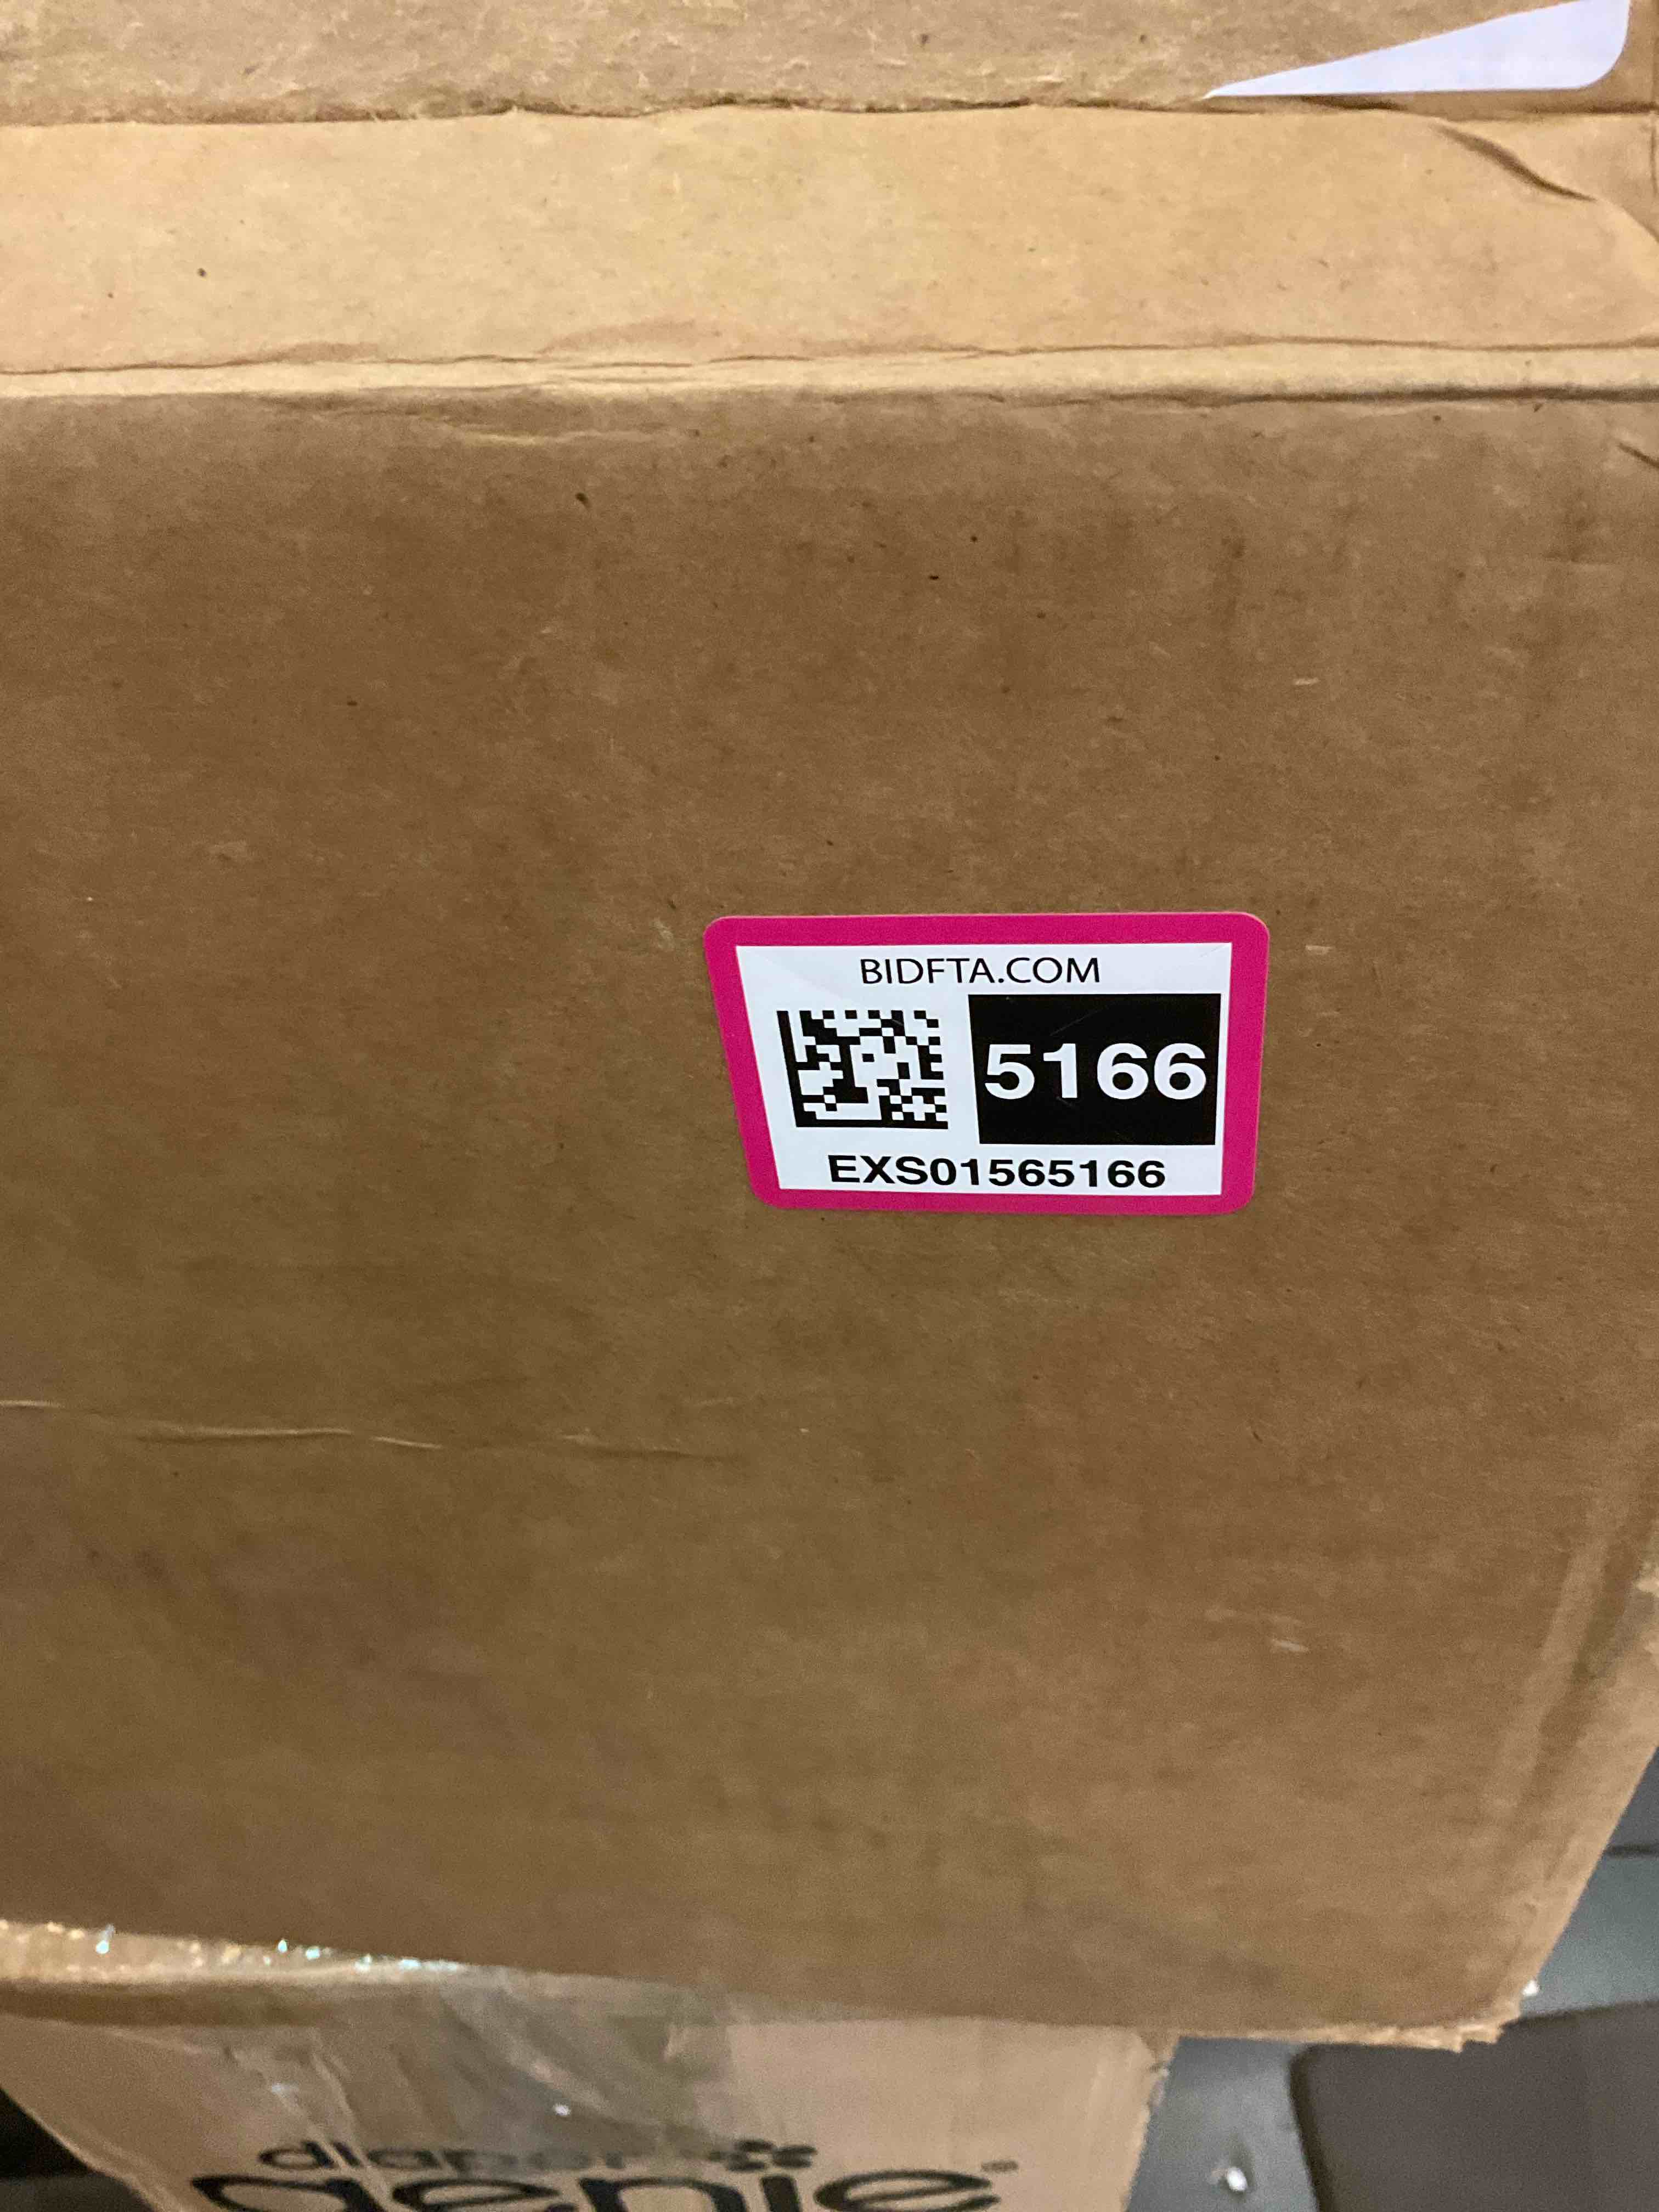 BIDFTA.COM
5166
EXS01565166
diaper
genie®